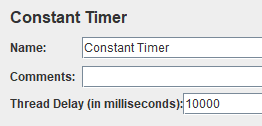 Constant Timer
Name: Constant Timer
Comments:
Thread Delay (in milliseconds): 10000